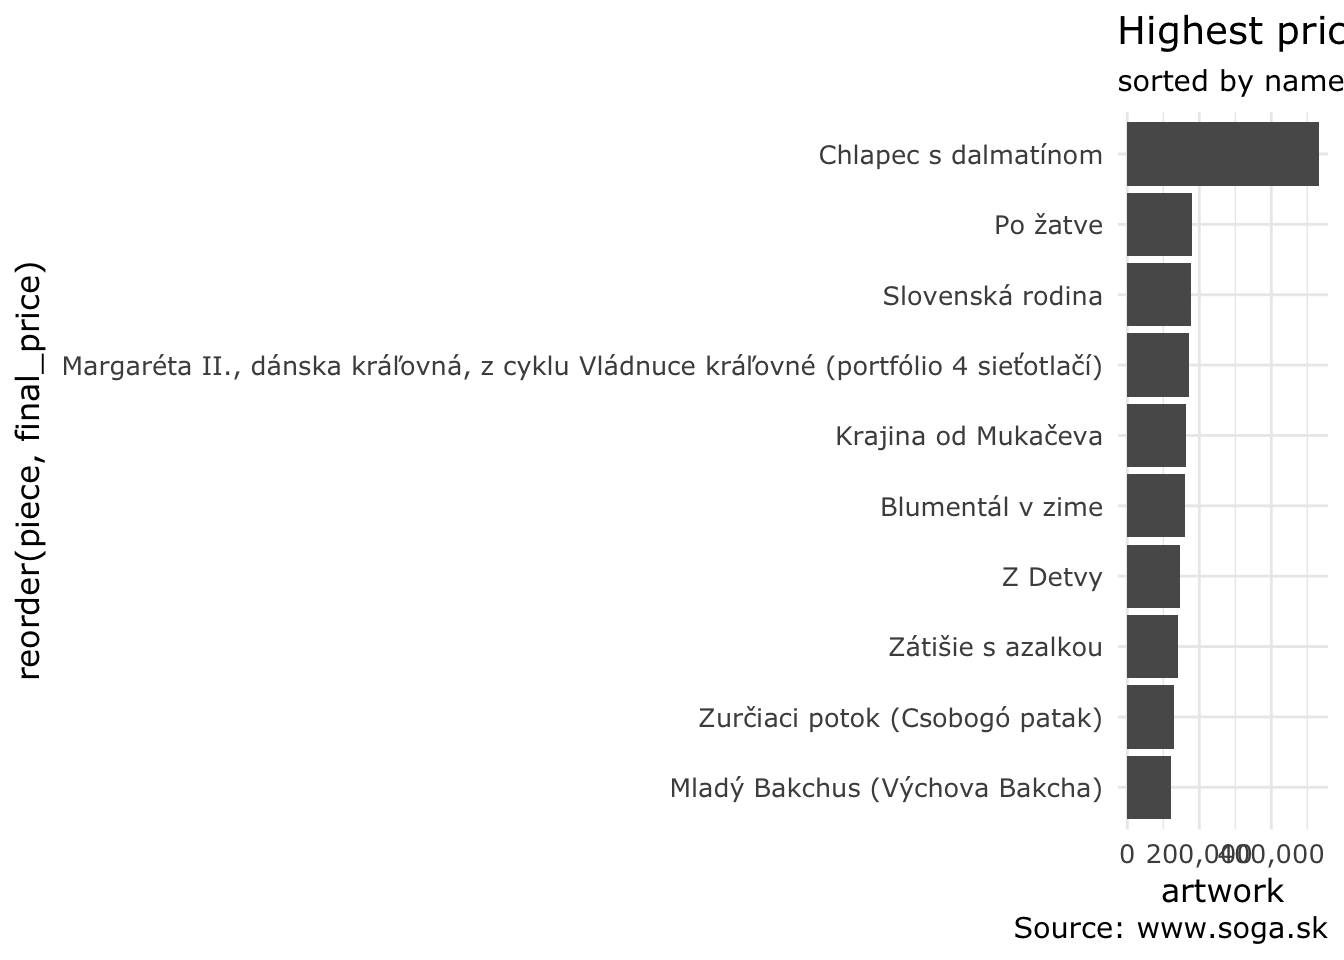 Highest pric
sorted by name
reorder(piece, final_price)
Chlapec s dalmatínom
Po žatve
Slovenská rodina
Margaréta II., dánska kráľovná, z cyklu Vládnuce kráľovné (portfólio 4 sieťotlačí)
Krajina od Mukačeva
Blumentál v zime
Z Detvy
Zátišie s azalkou
Zurčiaci potok (Csobogó patak)
Mladý Bakchus (Výchova Bakcha)
0 200,000 400,000
artwork
Source: www.soga.sk